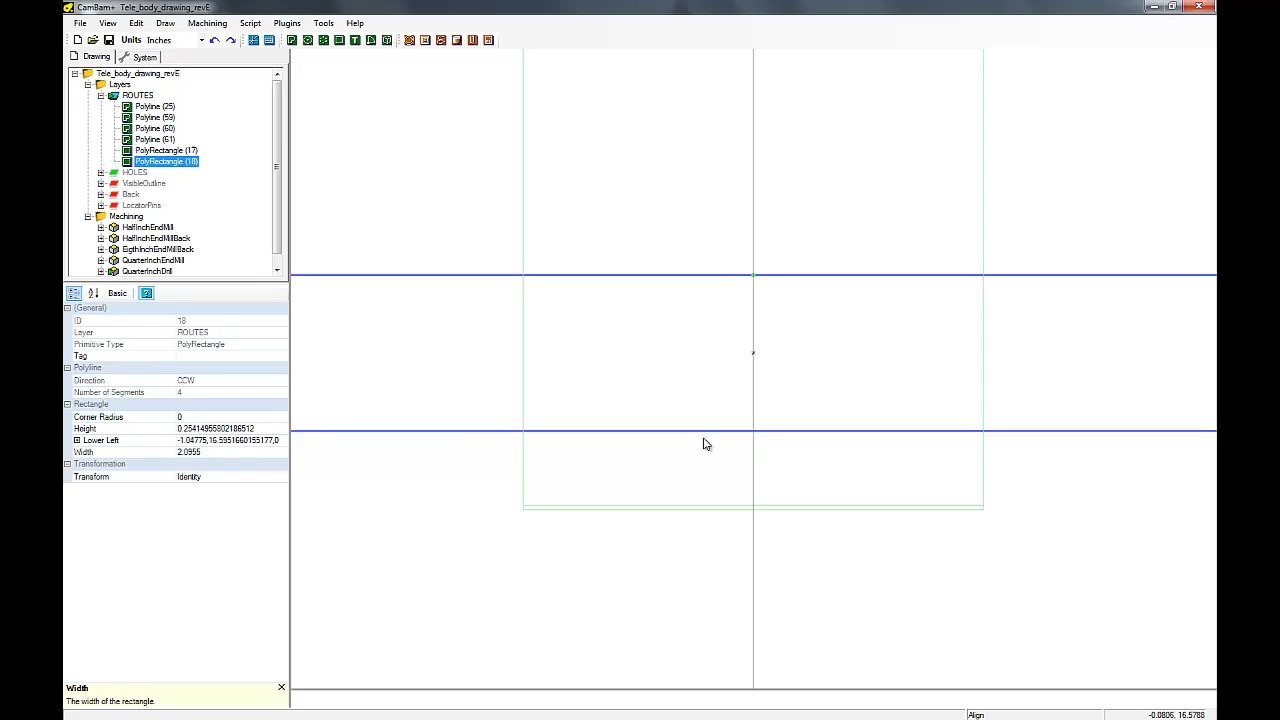 CamBam+ Tele_body_drawing_revE
File View Edit Draw Machining Script Plugins Tools Help
Units Inches
Drawing System
Tele_body_drawing_revE
Layers
ROUTES
Polyline (25)
Polyline (59)
Polyline (60)
Polyline (61)
PolyRectangle (17)
PolyRectangle (18)
HOLES
VisibleOutline
Back
LocatorPins
Machining
HalfInchEndMill
HalfInchEndMillBack
EigthInchEndMillBack
QuarterInchEndMill
QuarterInchDrill
Basic
(General)
ID 18
Layer ROUTES
Primitive Type PolyRectangle
Tag
Polyline
Direction CCW
Number of Segments 4
Rectangle
Corner Radius 0
Height 0.25414955802186512
Lower Left -1.04775,16.5951660155177,0
Width 2.0955
Transformation
Transform Identity
Width
The width of the rectangle.
Align -0.0806, 16.5788